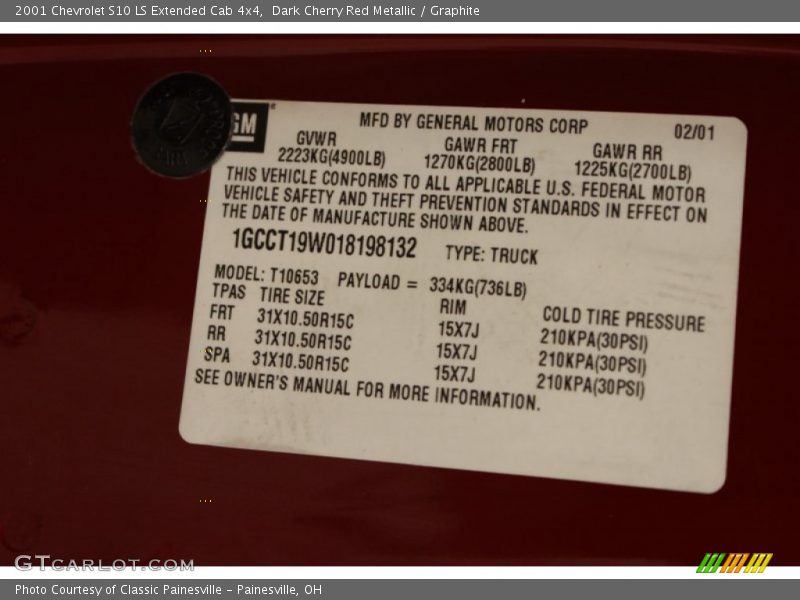 2001 Chevrolet S10 LS Extended Cab 4x4, Dark Cherry Red Metallic / Graphite
GM
MFD BY GENERAL MOTORS CORP 02/01
GVWR GAWR FRT GAWR RR
2223KG(4900LB) 1270KG(2800LB) 1225KG(2700LB)
THIS VEHICLE CONFORMS TO ALL APPLICABLE U.S. FEDERAL MOTOR
VEHICLE SAFETY AND THEFT PREVENTION STANDARDS IN EFFECT ON
THE DATE OF MANUFACTURE SHOWN ABOVE.
1GCCT19W018198132 TYPE: TRUCK
MODEL: T10653 PAYLOAD = 334KG(736LB)
TPAS TIRE SIZE RIM COLD TIRE PRESSURE
FRT 31X10.50R15C 15X7J 210KPA(30PSI)
RR 31X10.50R15C 15X7J 210KPA(30PSI)
SPA 31X10.50R15C 15X7J 210KPA(30PSI)
SEE OWNER'S MANUAL FOR MORE INFORMATION.
GTCARLOT.COM
Photo Courtesy of Classic Painesville - Painesville, OH